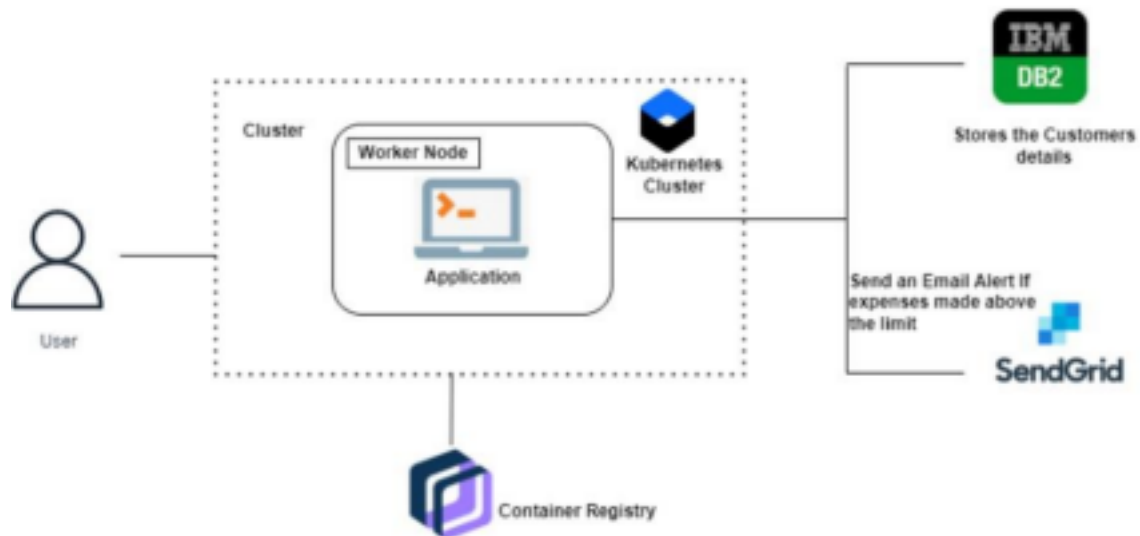 IBM
DB2
Stores the Customers
details
Cluster
Worker Node
Kubernetes
Cluster
Application
User
Send an Email Alert If
expenses made above
the limit
SendGrid
Container Registry